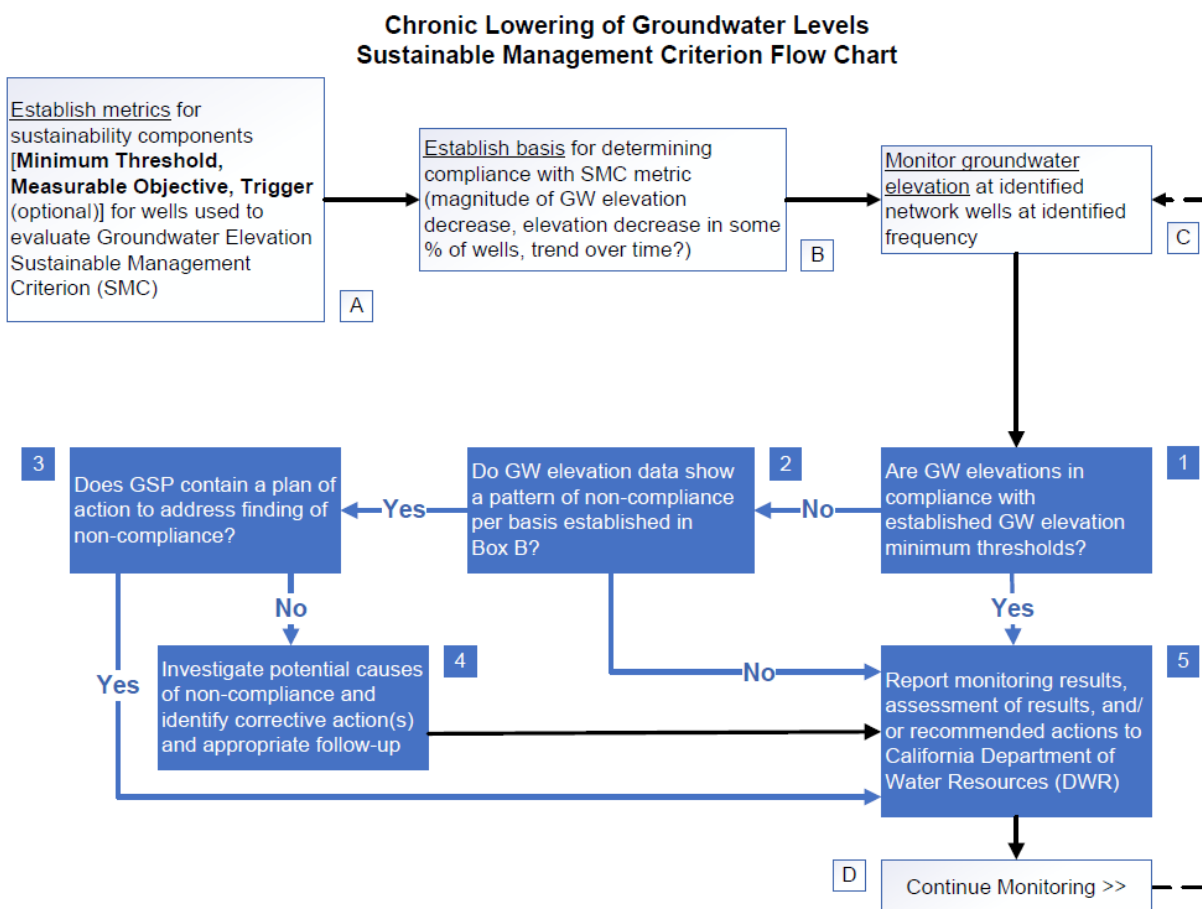 Chronic Lowering of Groundwater Levels
Sustainable Management Criterion Flow Chart
Establish metrics for
sustainability components
[Minimum Threshold,
Measurable Objective, Trigger
(optional)] for wells used to
evaluate Groundwater Elevation
Sustainable Management
Criterion (SMC)
A
Establish basis for determining
compliance with SMC metric
(magnitude of GW elevation
decrease, elevation decrease in some
% of wells, trend over time?)
B
Monitor groundwater
elevation at identified
network wells at identified
frequency
C
1
Are GW elevations in
compliance with
established GW elevation
minimum thresholds?
No
Yes
2
Do GW elevation data show
a pattern of non-compliance
per basis established in
Box B?
Yes
No
3
Does GSP contain a plan of
action to address finding of
non-compliance?
No
Yes
4
Investigate potential causes
of non-compliance and
identify corrective action(s)
and appropriate follow-up
5
Report monitoring results,
assessment of results, and/
or recommended actions to
California Department of
Water Resources (DWR)
D
Continue Monitoring >>